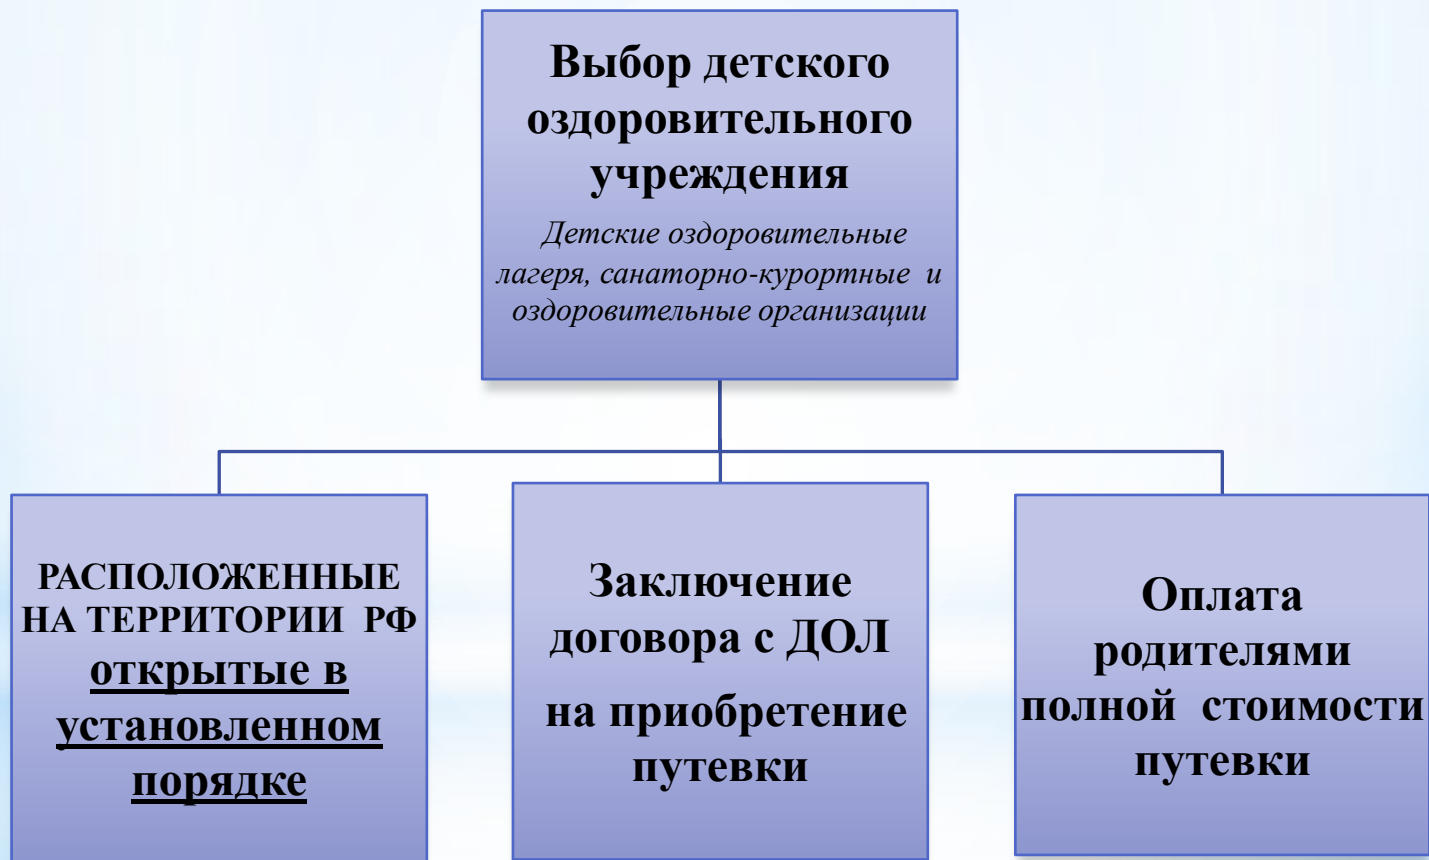 Выбор детского
оздоровительного
учреждения
Детские оздоровительные
лагеря, санаторно-курортные и
оздоровительные организации
РАСПОЛОЖЕННЫЕ
НА ТЕРРИТОРИИ РФ
открытые в
установленном
порядке
Заключение
договора с ДОЛ
на приобретение
путевки
Оплата
родителями
полной стоимости
путевки